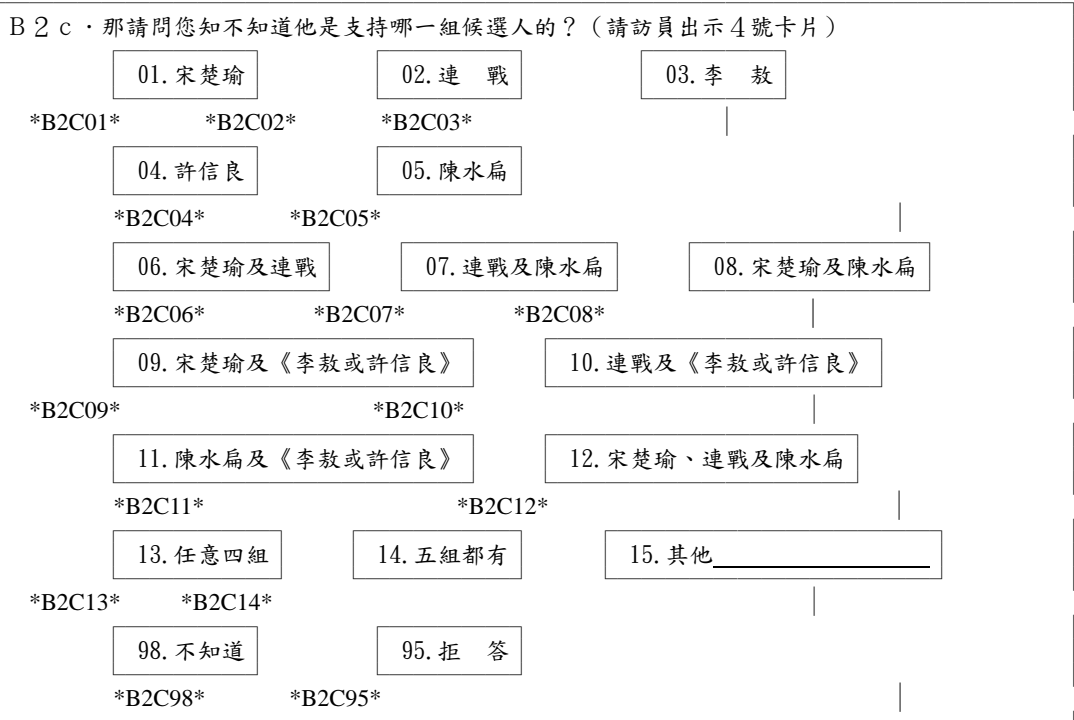 B２c．那請問您知不知道他是支持哪一組候選人的？（請訪員出示４號卡片）
01.宋楚瑜 02.連　戰 03.李　敖
*B2C01* *B2C02* *B2C03*
04.許信良 05.陳水扁
*B2C04* *B2C05*
06.宋楚瑜及連戰 07.連戰及陳水扁 08.宋楚瑜及陳水扁
*B2C06* *B2C07* *B2C08*
09.宋楚瑜及《李敖或許信良》 10.連戰及《李敖或許信良》
*B2C09* *B2C10*
11.陳水扁及《李敖或許信良》 12.宋楚瑜、連戰及陳水扁
*B2C11* *B2C12*
13.任意四組 14.五組都有 15.其他
*B2C13* *B2C14*
98.不知道 95.拒　答
*B2C98* *B2C95*